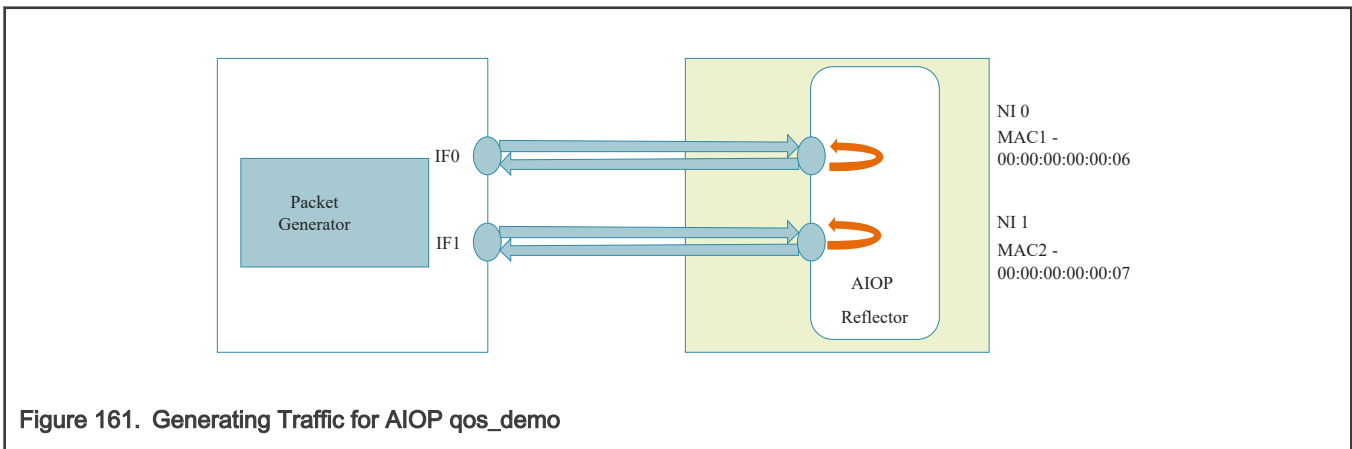 IF0
Packet
Generator
IF1
AIOP
Reflector
NI 0
MAC1 -
00:00:00:00:00:06
NI 1
MAC2 -
00:00:00:00:00:07
Figure 161. Generating Traffic for AIOP qos_demo